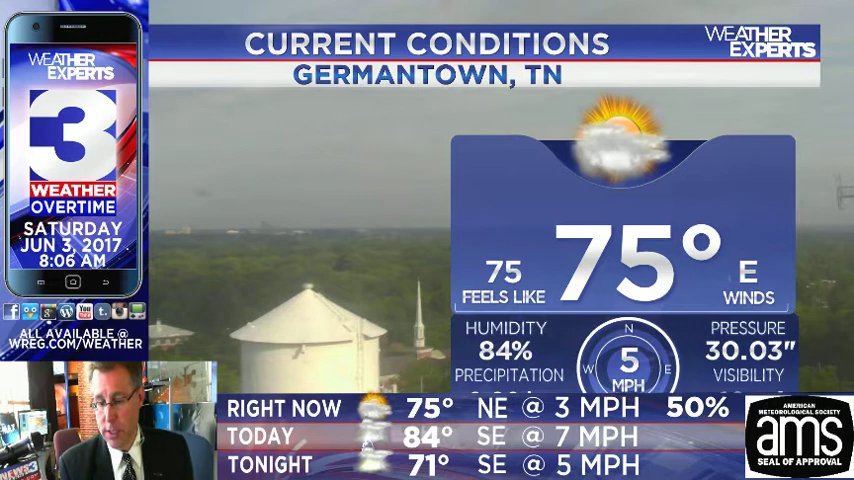 WEATHER
EXPERTS
3
WEATHER
OVERTIME
SATURDAY
JUN 3, 2017
8:06 AM
ALL AVAILABLE @
WREG.COM/WEATHER
CURRENT CONDITIONS
GERMANTOWN, TN
WEATHER
EXPERTS
75
FEELS LIKE
75°
E
WINDS
HUMIDITY
84%
PRECIPITATION
N
W
E
5
MPH
PRESSURE
30.03"
VISIBILITY
RIGHT NOW 75° NE @ 3 MPH 50%
TODAY 84° SE @ 7 MPH
TONIGHT 71° SE @ 5 MPH
AMERICAN
METEOROLOGICAL SOCIETY
ams
SEAL OF APPROVAL
NEWS
3